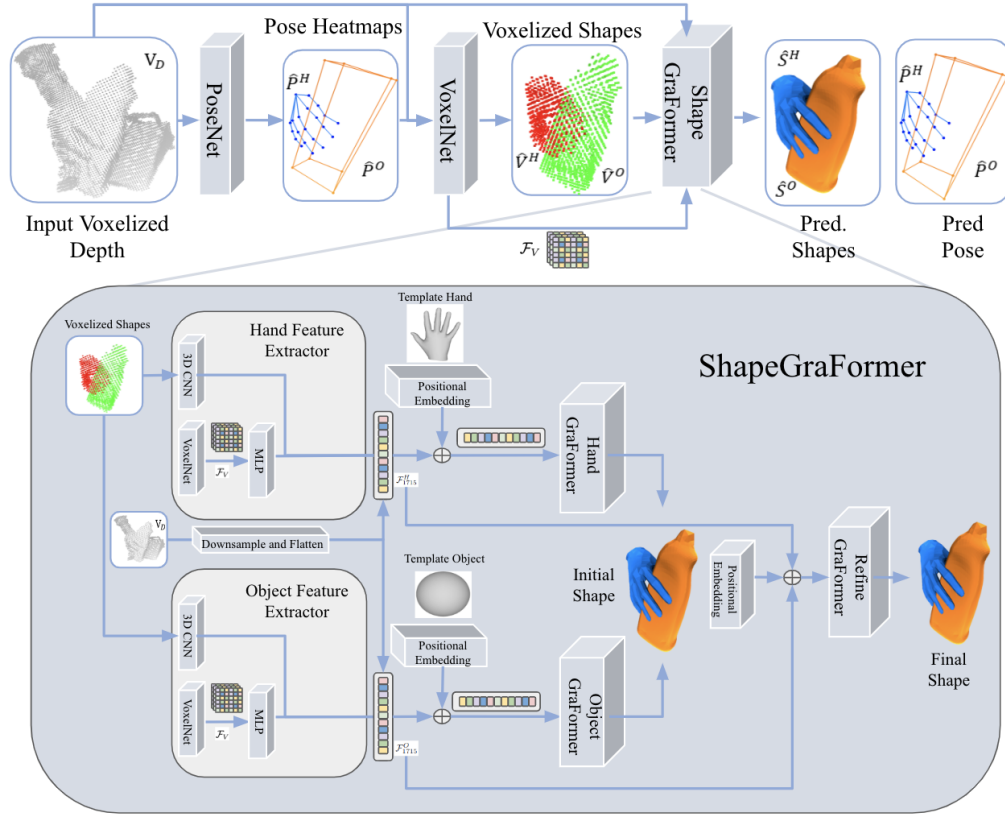 V_D
Input Voxelized
Depth
PoseNet
Pose Heatmaps
P̂^H
P̂^O
VoxelNet
Voxelized Shapes
V̂^H
V̂^O
Shape
GraFormer
F_V
Ŝ^H
Ŝ^O
Pred.
Shapes
P̂^H
P̂^O
Pred
Pose
ShapeGraFormer
Voxelized Shapes
Hand Feature
Extractor
3D CNN
VoxelNet
F_V
MLP
F^H_1715
Template Hand
Positional
Embedding
Hand
GraFormer
V_D
Downsample and Flatten
Object Feature
Extractor
3D CNN
VoxelNet
F_V
MLP
F^O_1715
Template Object
Positional
Embedding
Object
GraFormer
Initial
Shape
Positional
Embedding
Refine
GraFormer
Final
Shape